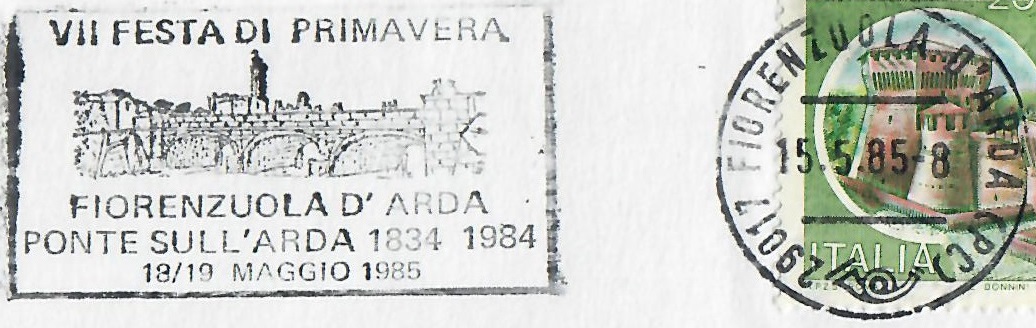 VII FESTA DI PRIMAVERA
FIORENZUOLA D' ARDA
PONTE SULL'ARDA 1834 1984
18/19 MAGGIO 1985
29017 FIORENZUOLA D'ARDA (PC)
15.5.85-8
ITALIA